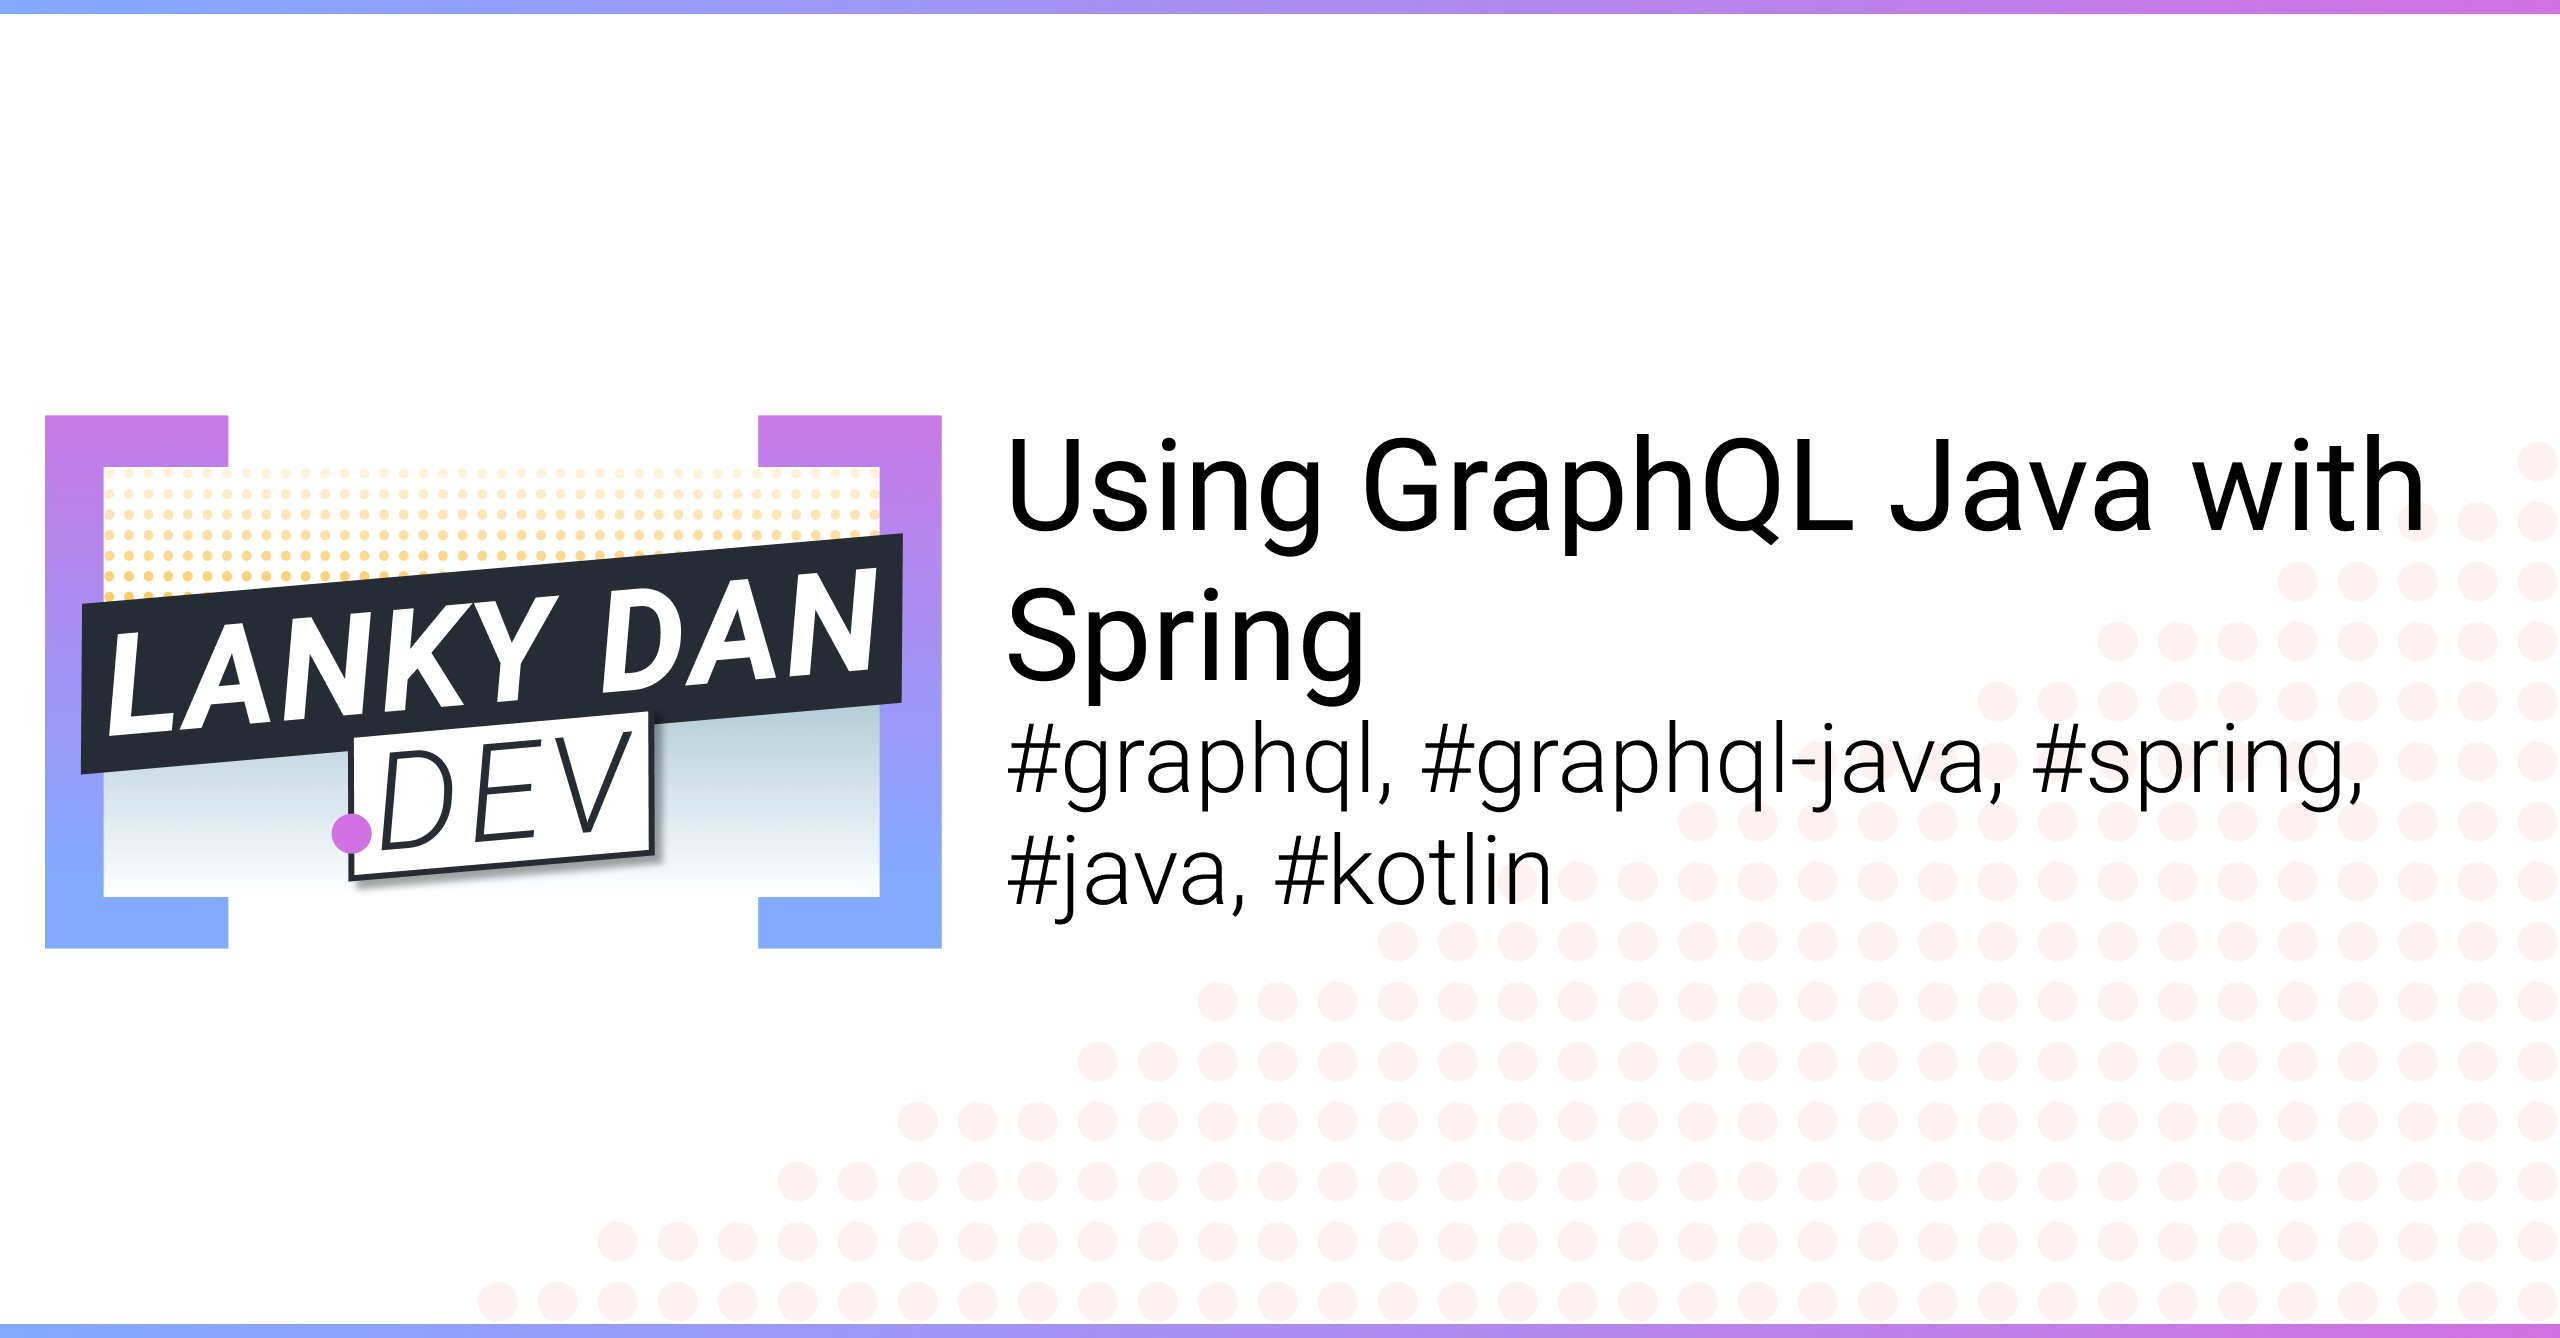 LANKY DAN
.DEV
Using GraphQL Java with
Spring
#graphql, #graphql-java, #spring,
#java, #kotlin